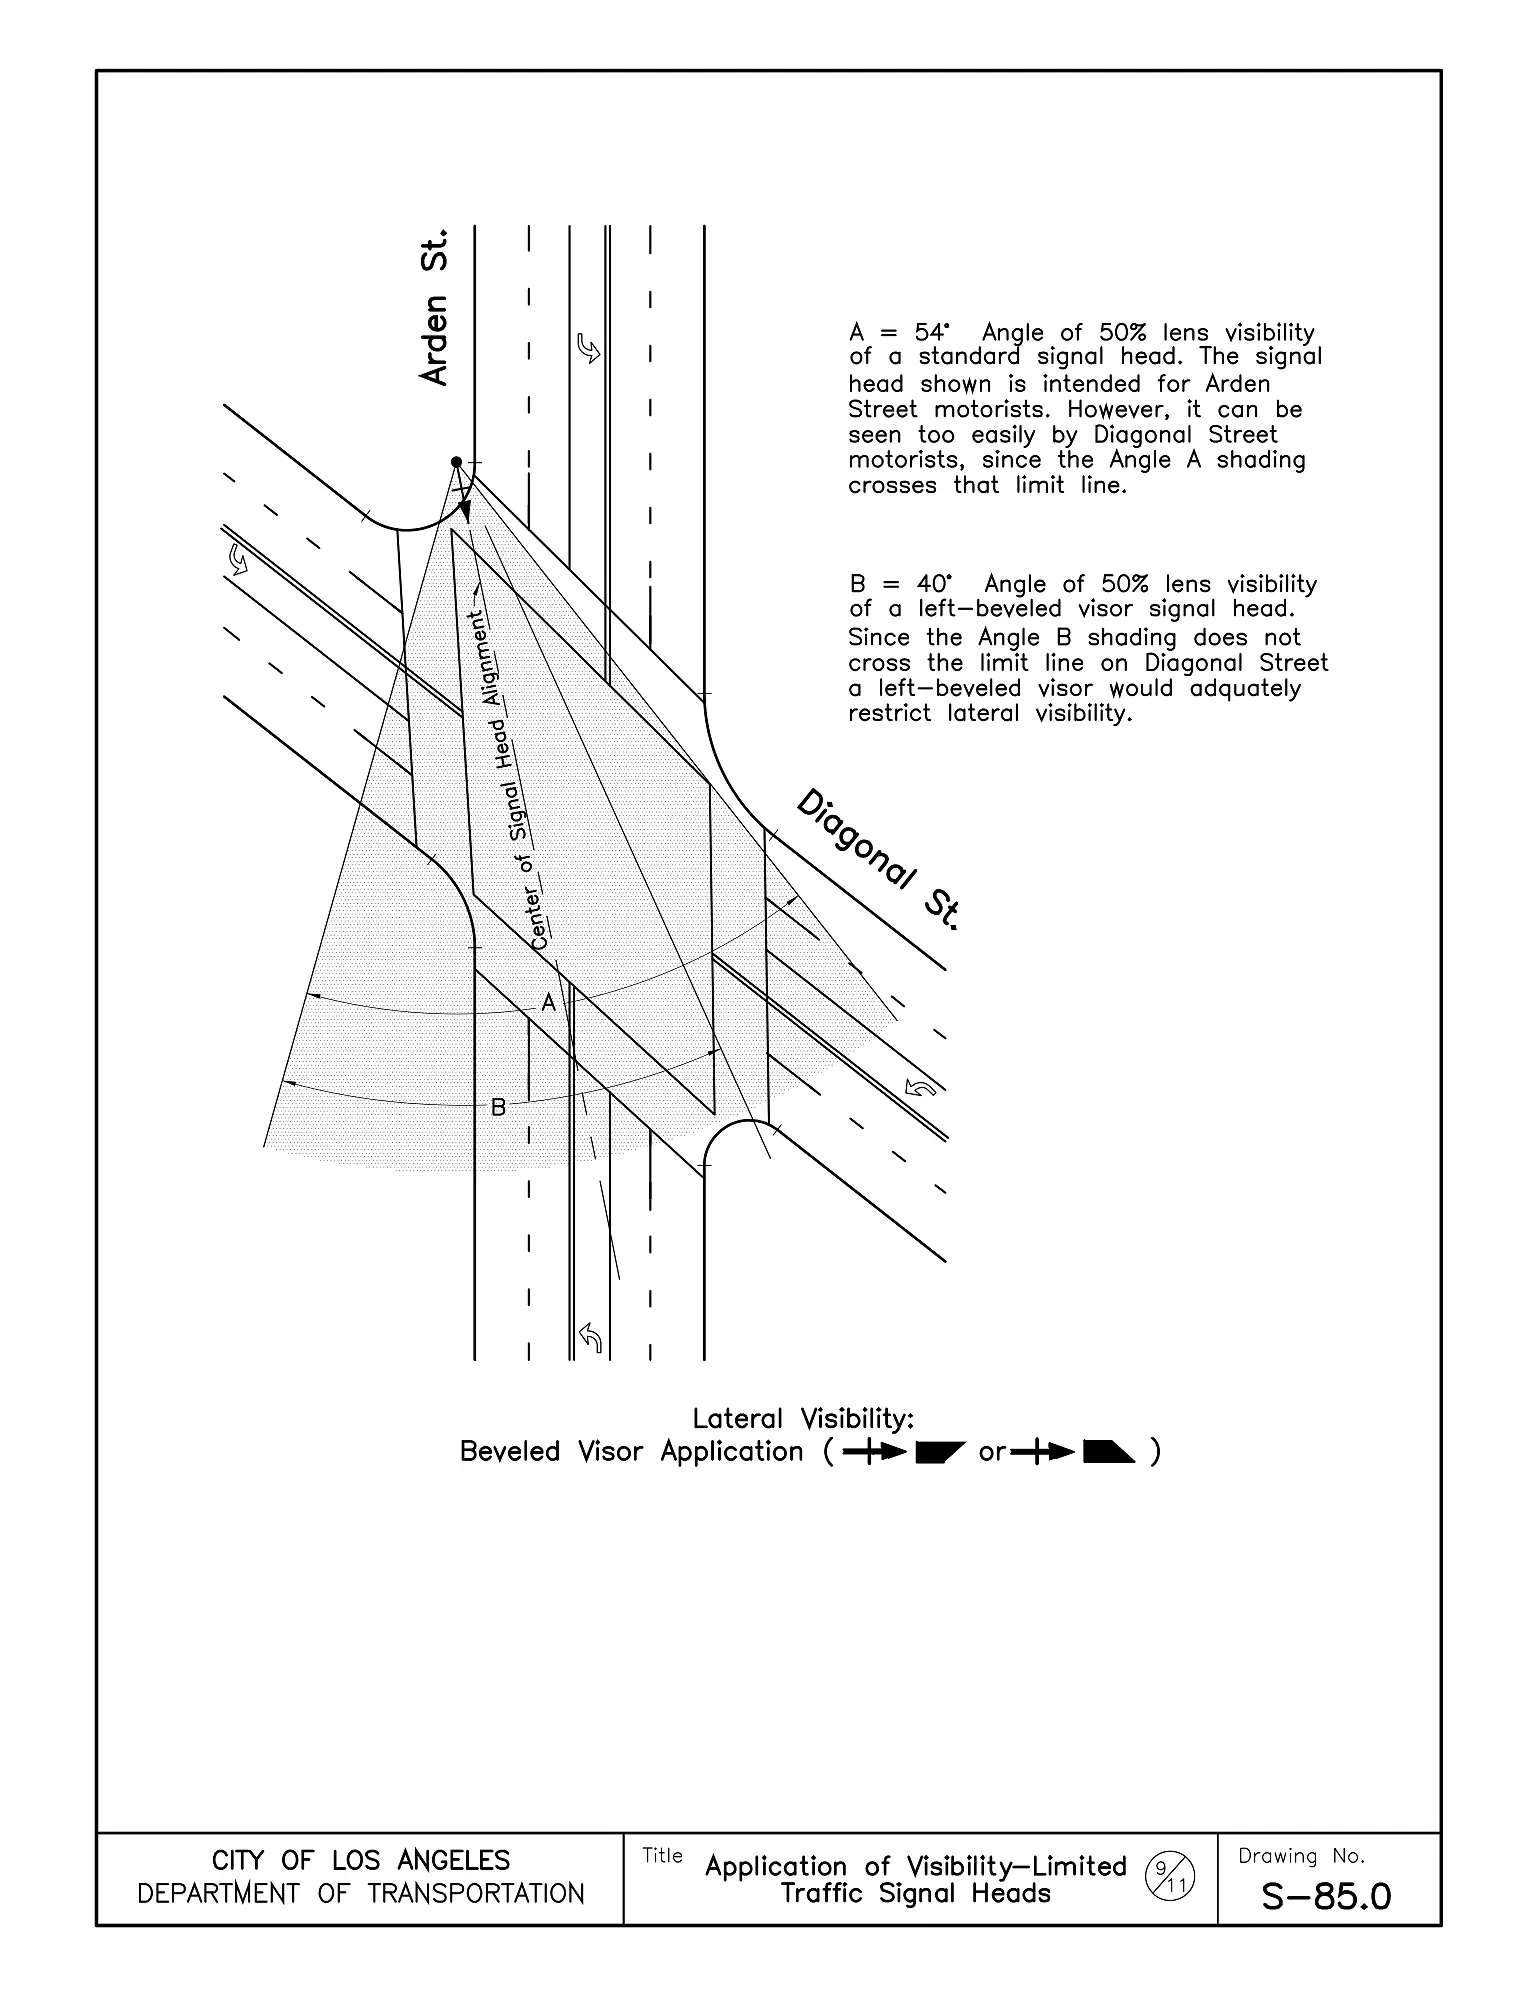 Arden St.
A = 54° Angle of 50% lens visibility
of a standard signal head. The signal
head shown is intended for Arden
Street motorists. However, it can be
seen too easily by Diagonal Street
motorists, since the Angle A shading
crosses that limit line.
B = 40° Angle of 50% lens visibility
of a left-beveled visor signal head.
Since the Angle B shading does not
cross the limit line on Diagonal Street
a left-beveled visor would adquately
restrict lateral visibility.
Center of Signal Head Alignment
Diagonal St.
A
B
Lateral Visibility:
Beveled Visor Application ( or )
CITY OF LOS ANGELES
DEPARTMENT OF TRANSPORTATION
Title
Application of Visibility-Limited
Traffic Signal Heads
9/11
Drawing No.
S-85.0